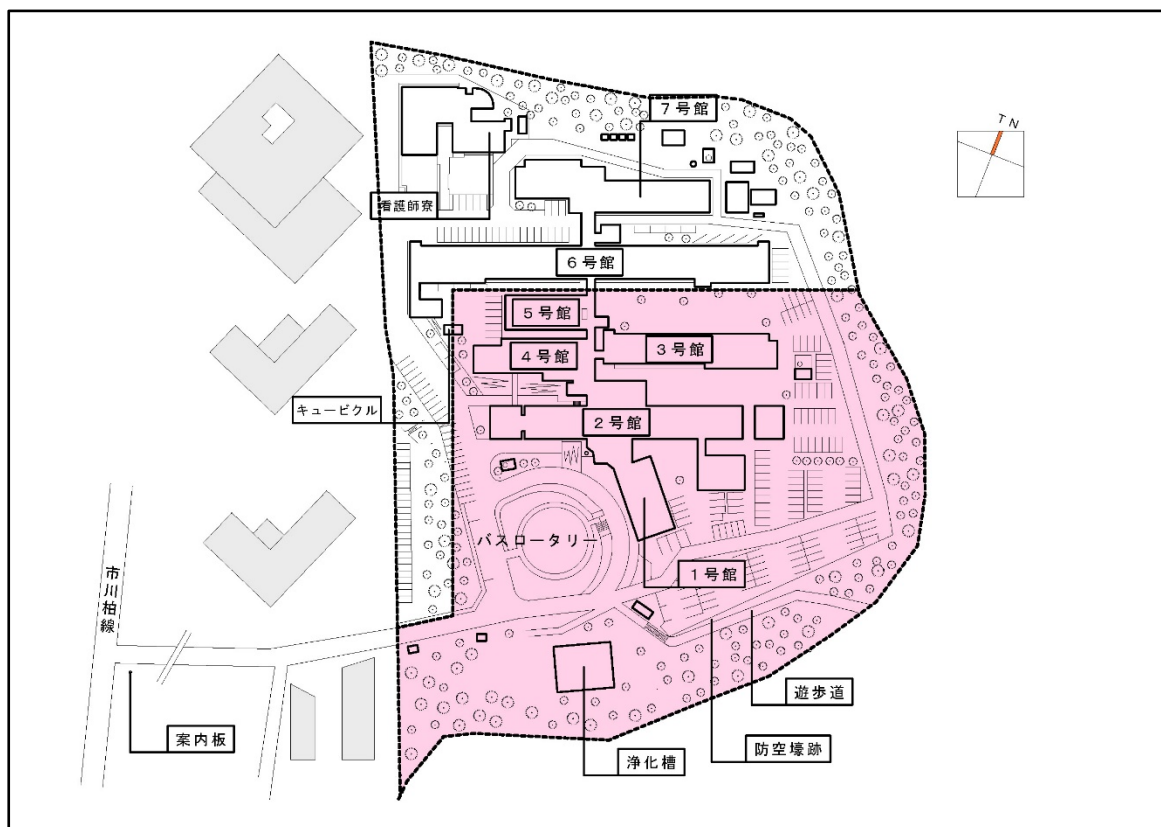 7号館
TN
看護師寮
6号館
5号館
4号館
3号館
キュービクル
2号館
バスロータリー
1号館
市川柏線
遊歩道
案内板
防空壕跡
浄化槽